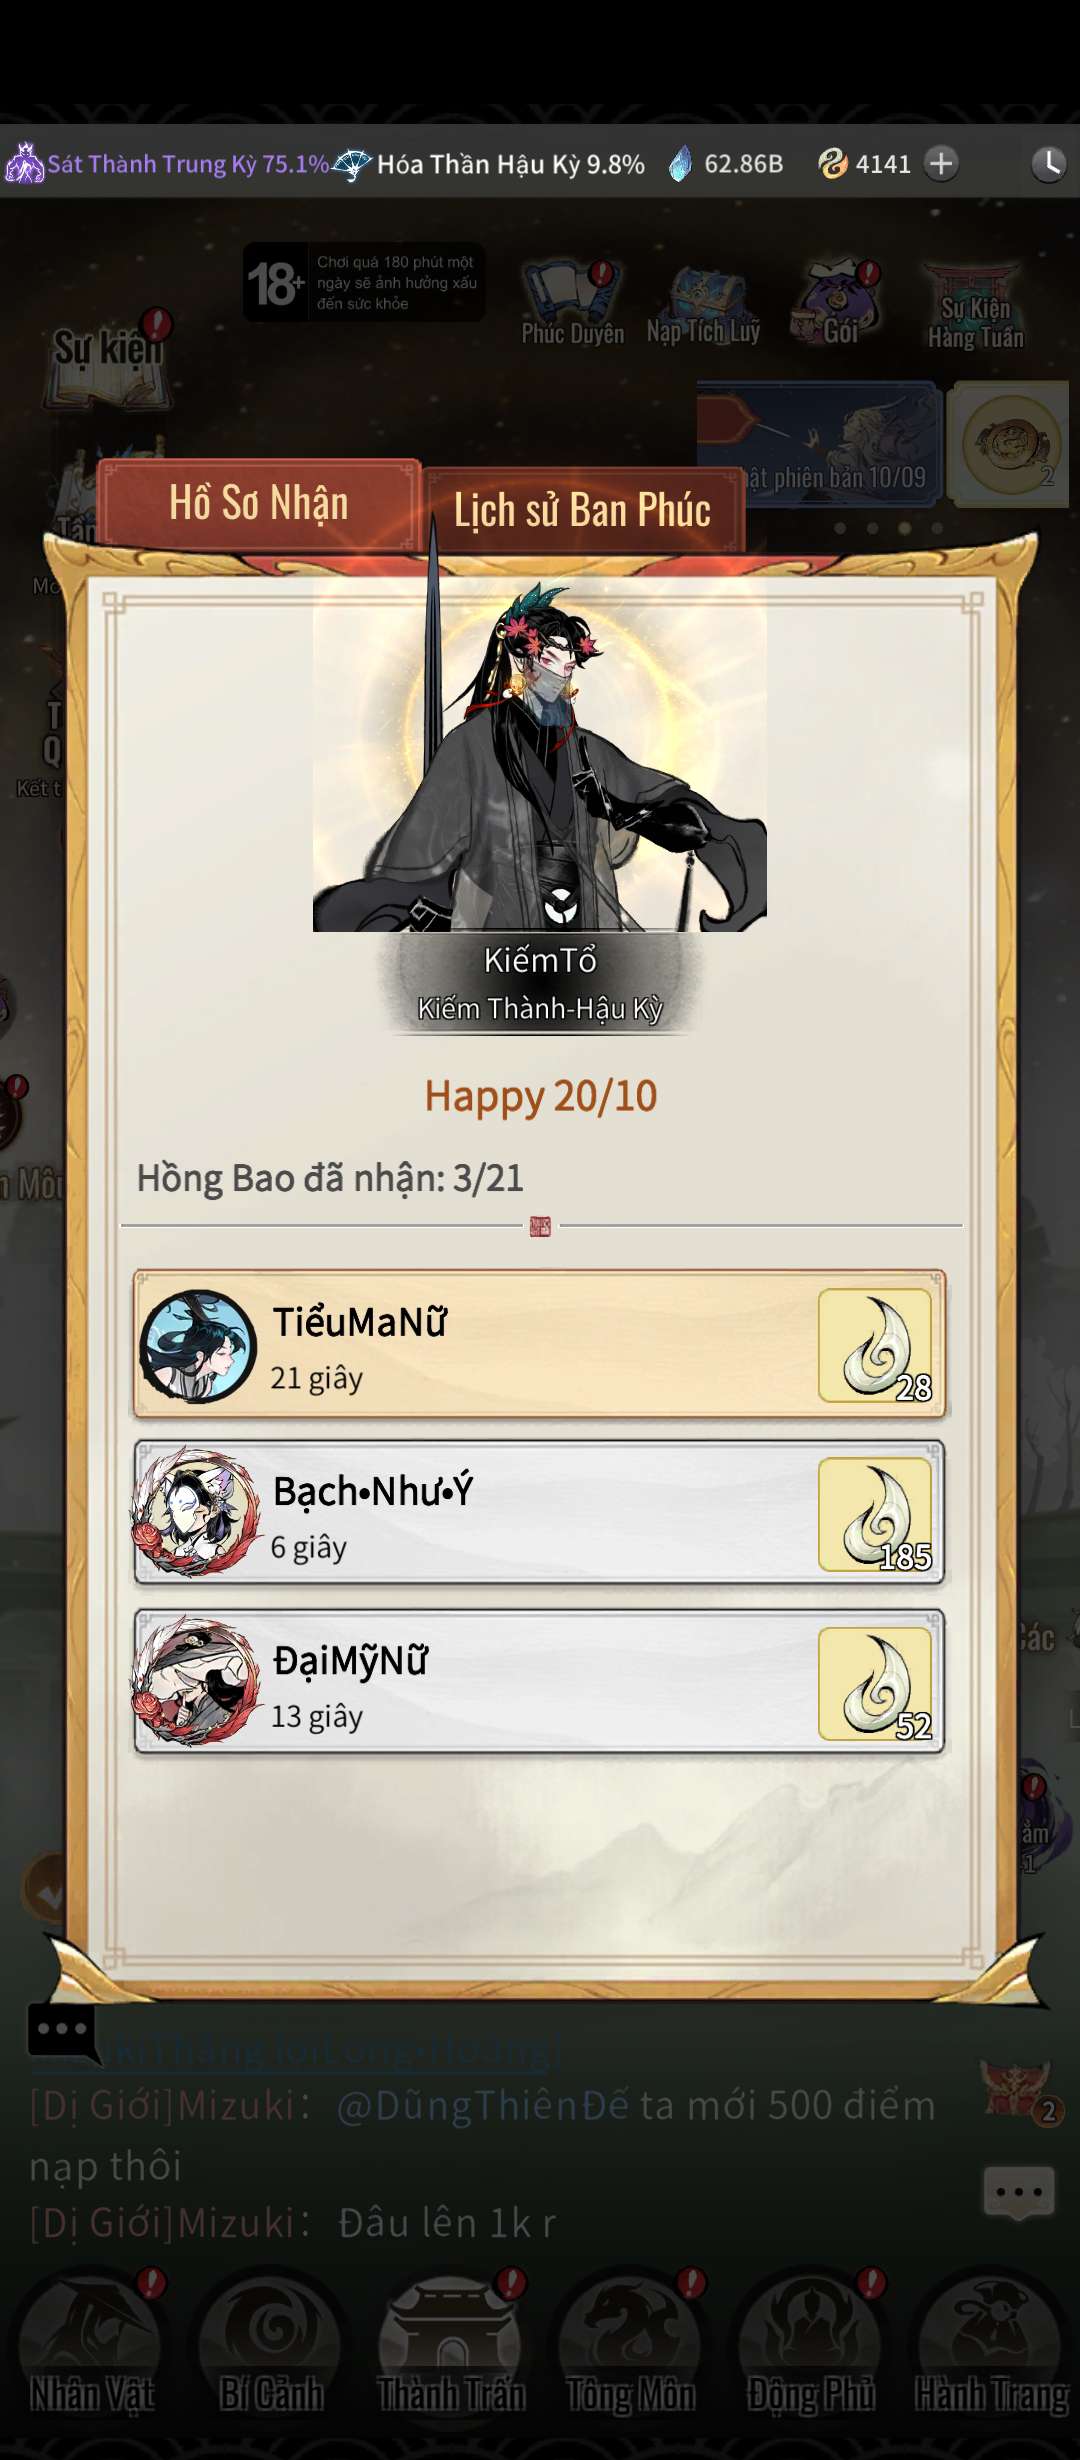 Sát Thành Trung Kỳ 75.1% Hóa Thần Hậu Kỳ 9.8% 62.86B 4141
18+
Chơi quá 180 phút một
ngày sẽ ảnh hưởng xấu
đến sức khỏe
Sự kiện
Phúc Duyên
Nạp Tích Luỹ
Gói
Sự Kiện
Hàng Tuần
phiên bản 10/09
2
Hồ Sơ Nhận
Lịch sử Ban Phúc
KiếmTổ
Kiếm Thành-Hậu Kỳ
Happy 20/10
Hồng Bao đã nhận: 3/21
TiểuMaNữ
21 giây
28
Bạch•Như•Ý
6 giây
185
ĐạiMỹNữ
13 giây
52
[Dị Giới]Mizuki: @DũngThiênĐế ta mới 500 điểm
nạp thôi
2
[Dị Giới]Mizuki: Đâu lên 1k r
Nhân Vật
Bí Cảnh
Thành Trấn
Tông Môn
Động Phủ
Hành Trang